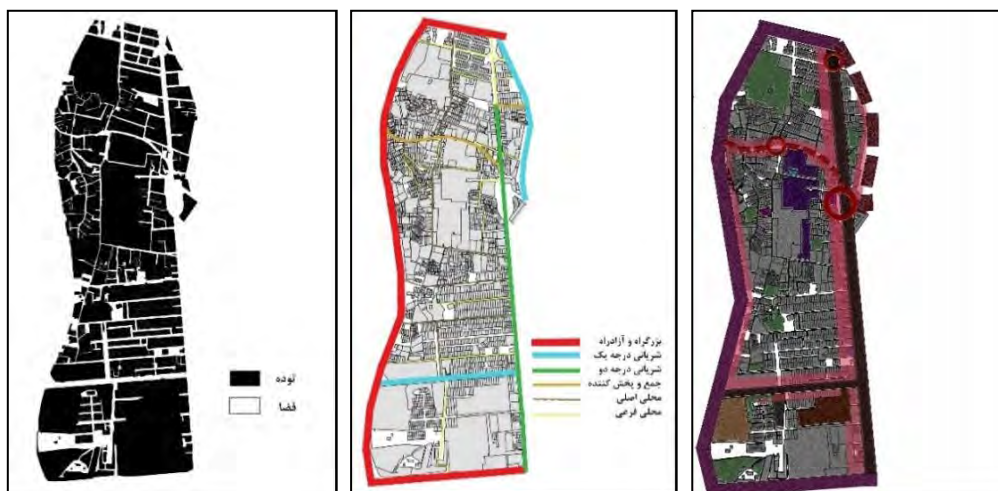 توده
فضا
بزرگراه و آزادراه
شریانی درجه یک
شریانی درجه دو
جمع و پخش کننده
محلی اصلی
محلی فرعی